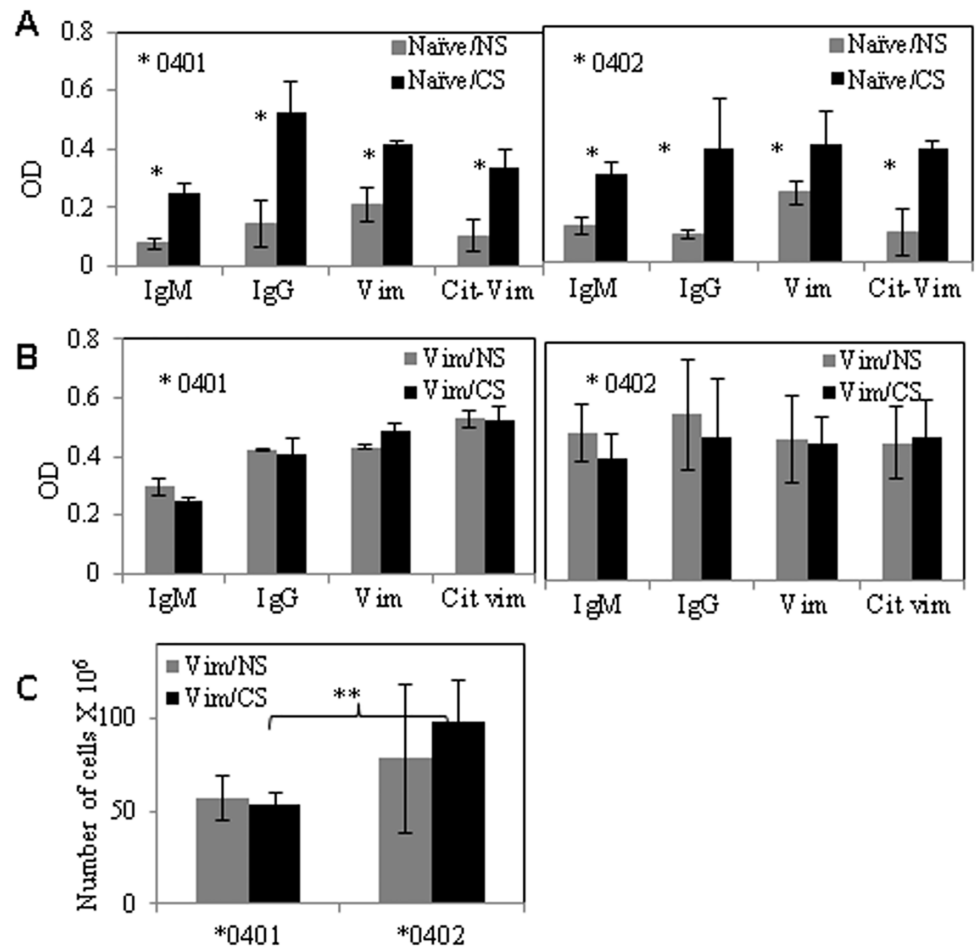 A
0.8
0.6
0.4
0.2
0
OD
* 0401
Naïve/NS
Naïve/CS
*
*
*
*
IgM
IgG
Vim
Cit-Vim
* 0402
Naïve/NS
Naïve/CS
*
*
*
*
IgM
IgG
Vim
Cit-Vim
B
0.8
0.6
0.4
0.2
0
OD
* 0401
Vim/NS
Vim/CS
IgM
IgG
Vim
Cit vim
* 0402
Vim/NS
Vim/CS
IgM
IgG
Vim
Cit vim
C
Number of cells X 10⁶
100
50
0
Vim/NS
Vim/CS
**
*0401
*0402